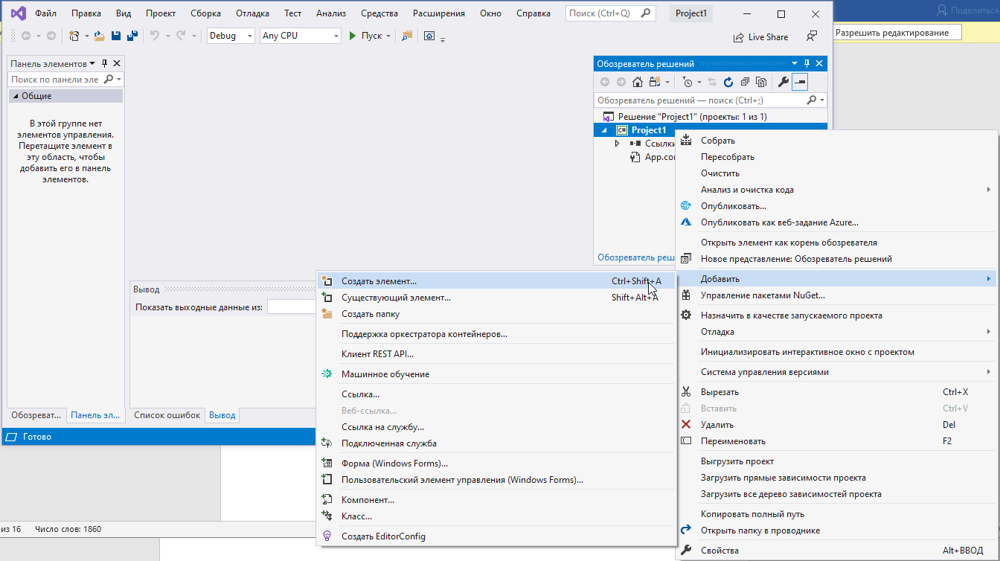 Файл Правка Вид Проект Сборка Отладка Тест Анализ Средства Расширения Окно Справка Поиск (Ctrl+Q) Project1
Поделиться
Debug Any CPU Пуск Live Share
Разрешить редактирование
Панель элементов
Поиск по панели эле
Общие
В этой группе нет
элементов управления.
Перетащите элемент в
эту область, чтобы
добавить его в панель
элементов.
Обозреват... Панель эл...
Обозреватель решений
Обозреватель решений — поиск (Ctrl+;)
Решение "Project1" (проекты: 1 из 1)
C# Project1
Ссылки
App.con
Обозреватель реш
Вывод
Показать выходные данные из:
Список ошибок Вывод
Готово
Собрать
Пересобрать
Очистить
Анализ и очистка кода
Опубликовать...
Опубликовать как веб-задание Azure...
Открыть элемент как корень обозревателя
Новое представление: Обозреватель решений
Добавить
Управление пакетами NuGet...
Назначить в качестве запускаемого проекта
Отладка
Инициализировать интерактивное окно с проектом
Система управления версиями
Вырезать Ctrl+X
Вставить Ctrl+V
Удалить Del
Переименовать F2
Выгрузить проект
Загрузить прямые зависимости проекта
Загрузить все дерево зависимостей проекта
Копировать полный путь
Открыть папку в проводнике
Свойства Alt+ВВОД
Создать элемент... Ctrl+Shift+A
Существующий элемент... Shift+Alt+A
Создать папку
Поддержка оркестратора контейнеров...
Клиент REST API...
Машинное обучение
Ссылка...
Веб-ссылка...
Ссылка на службу...
Подключенная служба
Форма (Windows Forms)...
Пользовательский элемент управления (Windows Forms)...
Компонент...
Класс...
Создать EditorConfig
из 16 Число слов: 1860